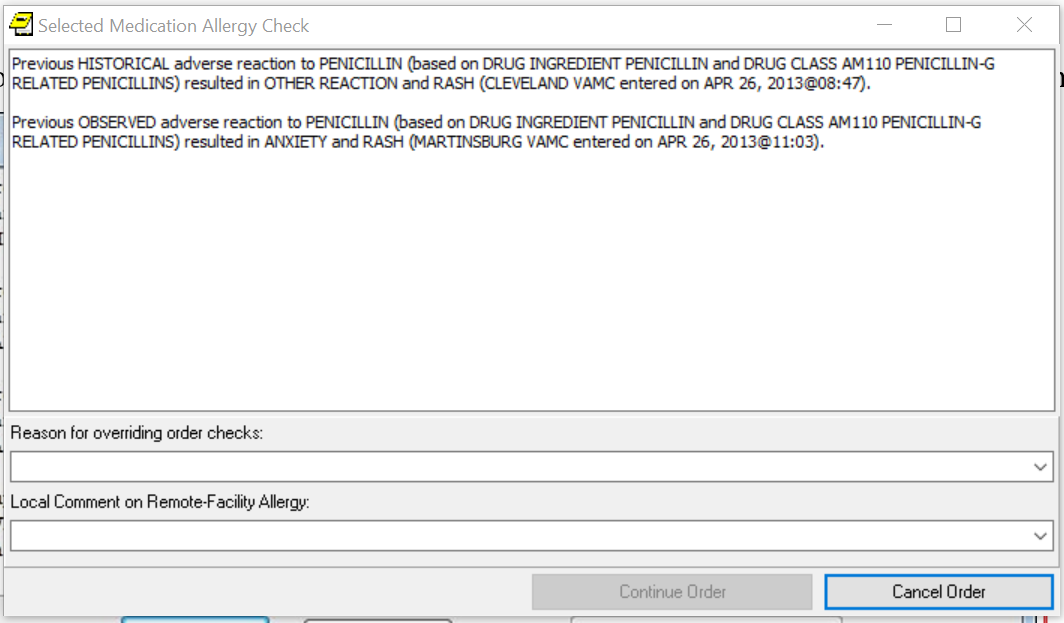 Selected Medication Allergy Check
Previous HISTORICAL adverse reaction to PENICILLIN (based on DRUG INGREDIENT PENICILLIN and DRUG CLASS AM110 PENICILLIN-G
RELATED PENICILLINS) resulted in OTHER REACTION and RASH (CLEVELAND VAMC entered on APR 26, 2013@08:47).
Previous OBSERVED adverse reaction to PENICILLIN (based on DRUG INGREDIENT PENICILLIN and DRUG CLASS AM110 PENICILLIN-G
RELATED PENICILLINS) resulted in ANXIETY and RASH (MARTINSBURG VAMC entered on APR 26, 2013@11:03).
Reason for overriding order checks:
Local Comment on Remote-Facility Allergy:
Continue Order
Cancel Order